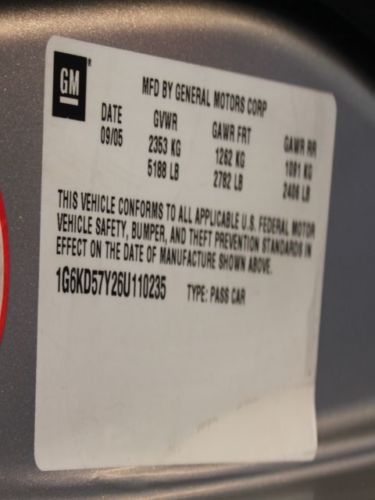 GM
MFD BY GENERAL MOTORS CORP
DATE GVWR GAWR FRT GAWR RR
09/05 2353 KG 1262 KG 1091 KG
5188 LB 2782 LB 2406 LB
THIS VEHICLE CONFORMS TO ALL APPLICABLE U.S. FEDERAL MOTOR
VEHICLE SAFETY, BUMPER, AND THEFT PREVENTION STANDARDS IN
EFFECT ON THE DATE OF MANUFACTURE SHOWN ABOVE.
1G6KD57Y26U110235 TYPE: PASS CAR